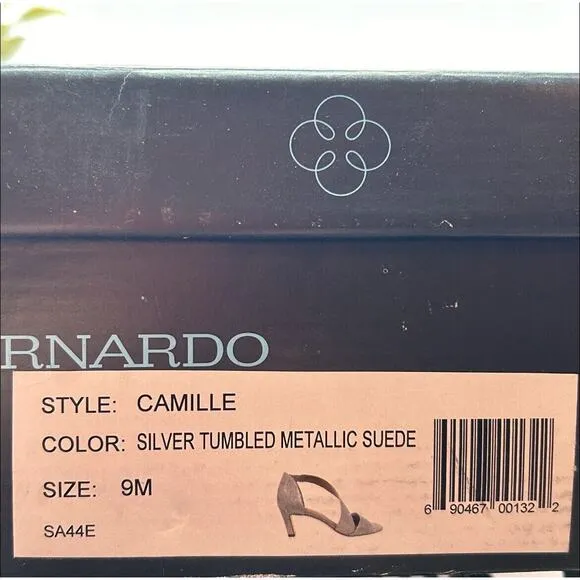 RNARDO
STYLE: CAMILLE
COLOR: SILVER TUMBLED METALLIC SUEDE
SIZE: 9M
SA44E
6 90467 00132 2